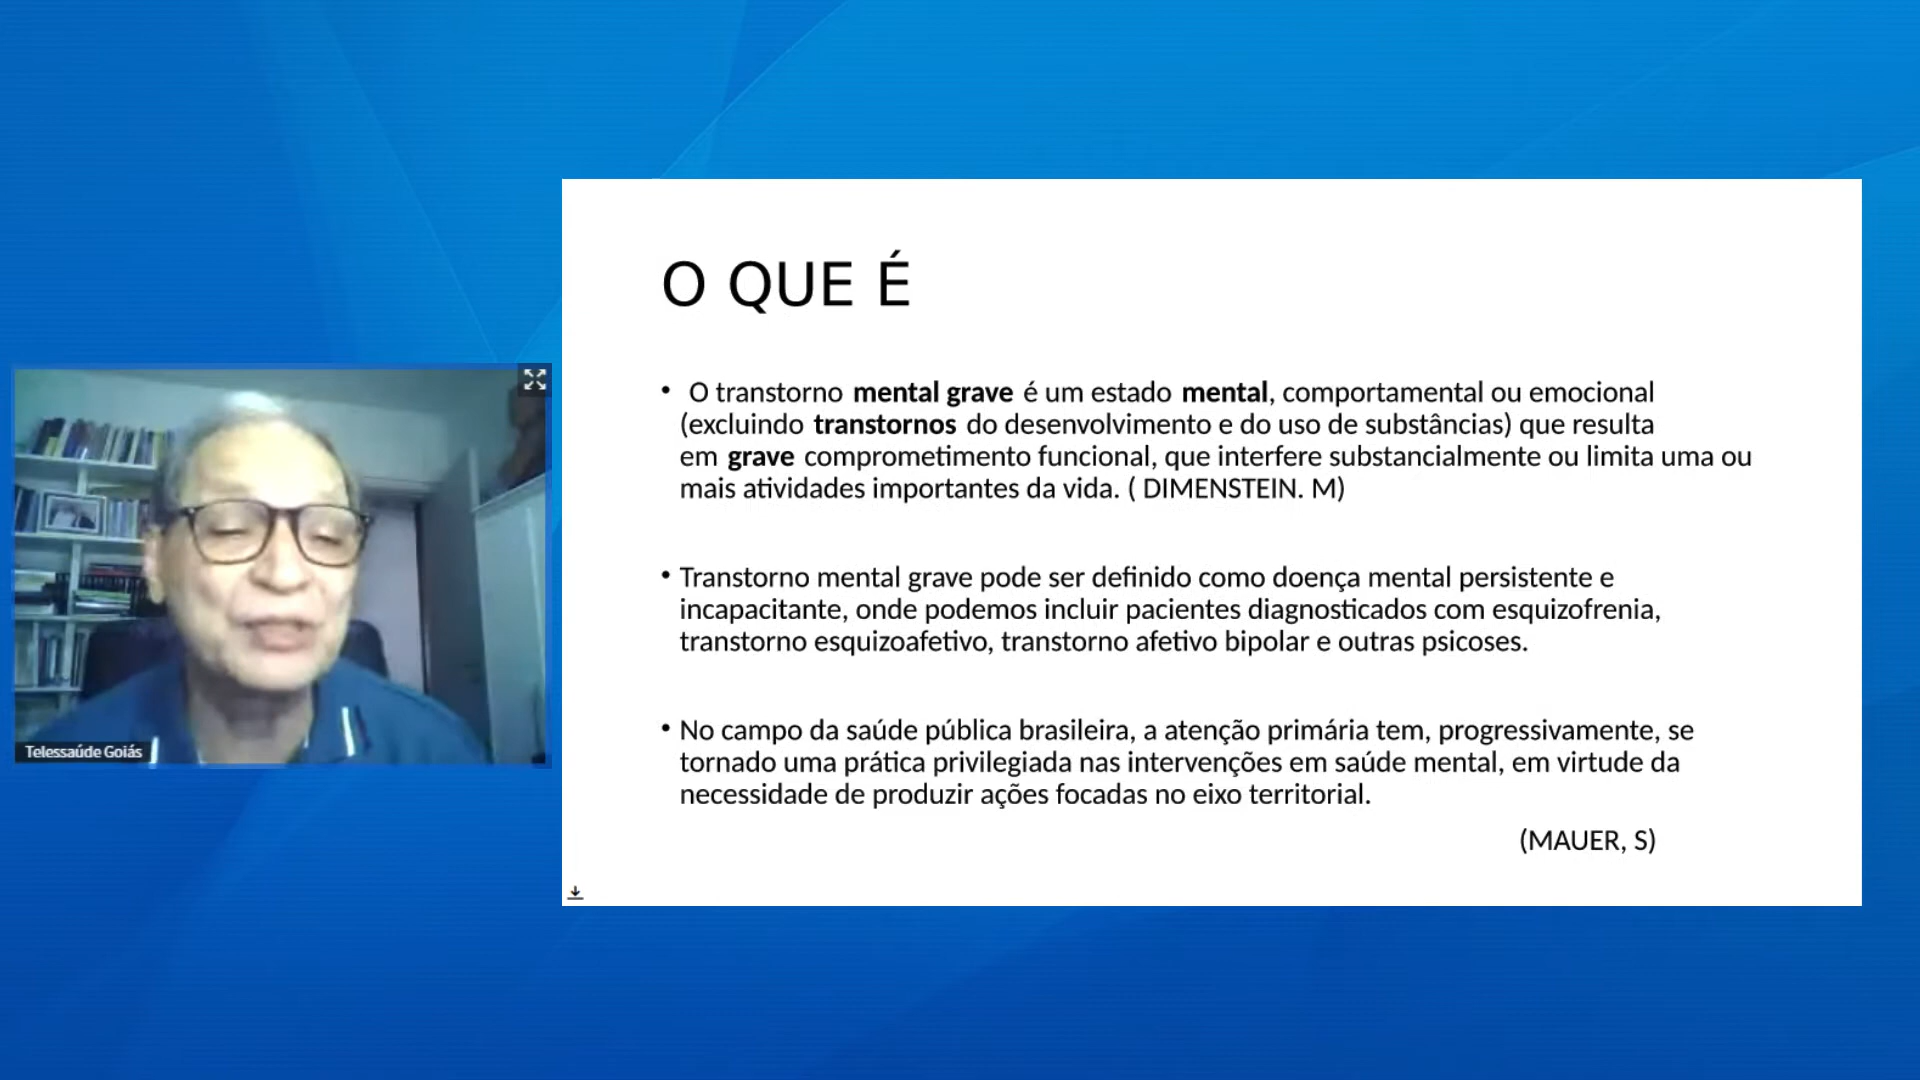 O QUE É
• O transtorno mental grave é um estado mental, comportamental ou emocional
(excluindo transtornos do desenvolvimento e do uso de substâncias) que resulta
em grave comprometimento funcional, que interfere substancialmente ou limita uma ou
mais atividades importantes da vida. ( DIMENSTEIN. M)
• Transtorno mental grave pode ser definido como doença mental persistente e
incapacitante, onde podemos incluir pacientes diagnosticados com esquizofrenia,
transtorno esquizoafetivo, transtorno afetivo bipolar e outras psicoses.
• No campo da saúde pública brasileira, a atenção primária tem, progressivamente, se
tornado uma prática privilegiada nas intervenções em saúde mental, em virtude da
necessidade de produzir ações focadas no eixo territorial.
(MAUER, S)
Telessaúde Goiás